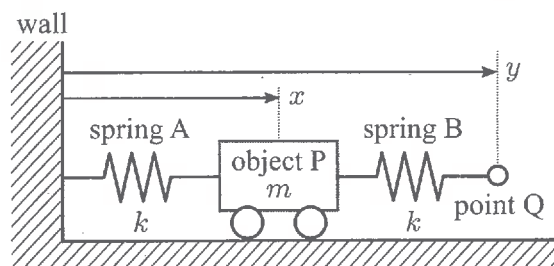 wall
y
x
spring A
spring B
object P
m
point Q
k
k